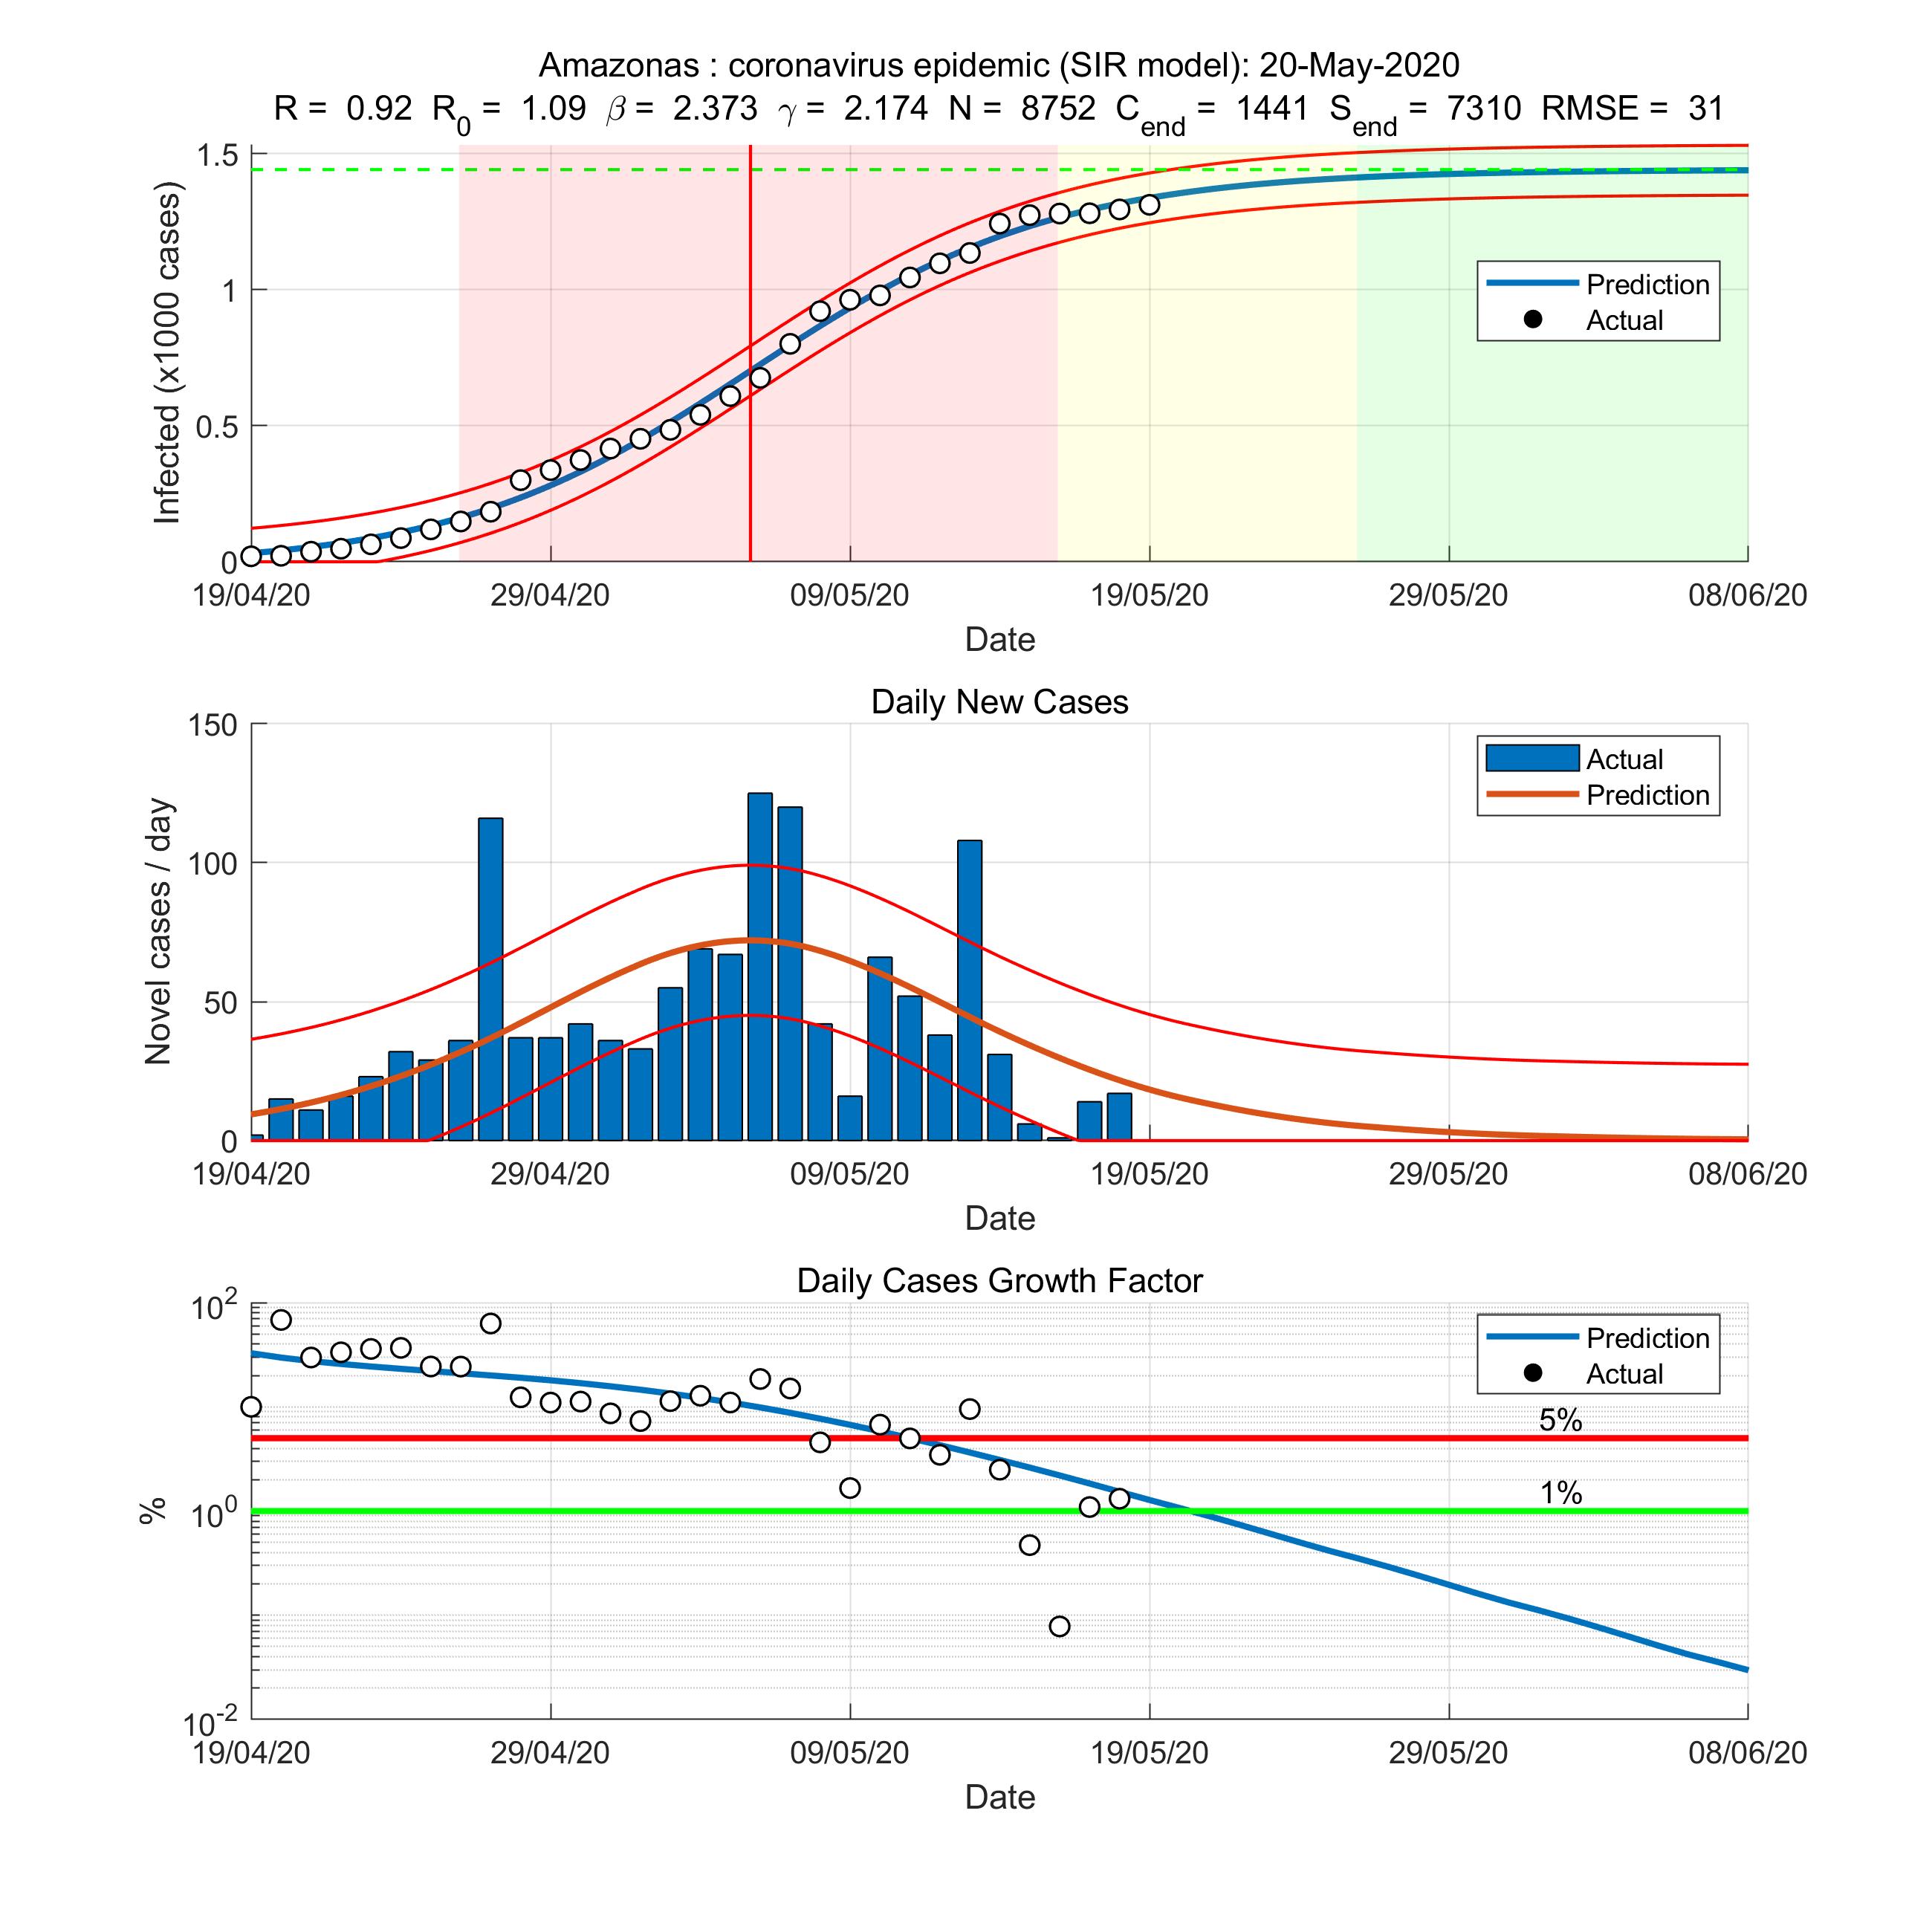 Amazonas : coronavirus epidemic (SIR model): 20-May-2020
R = 0.92 R0 = 1.09 β = 2.373 γ = 2.174 N = 8752 Cend = 1441 Send = 7310 RMSE = 31
1.5
1
0.5
0
Infected (x1000 cases)
Prediction
Actual
19/04/20 29/04/20 09/05/20 19/05/20 29/05/20 08/06/20
Date
Daily New Cases
150
100
50
0
Novel cases / day
Actual
Prediction
19/04/20 29/04/20 09/05/20 19/05/20 29/05/20 08/06/20
Date
Daily Cases Growth Factor
10^2
10^0
10^-2
%
Prediction
Actual
5%
1%
19/04/20 29/04/20 09/05/20 19/05/20 29/05/20 08/06/20
Date